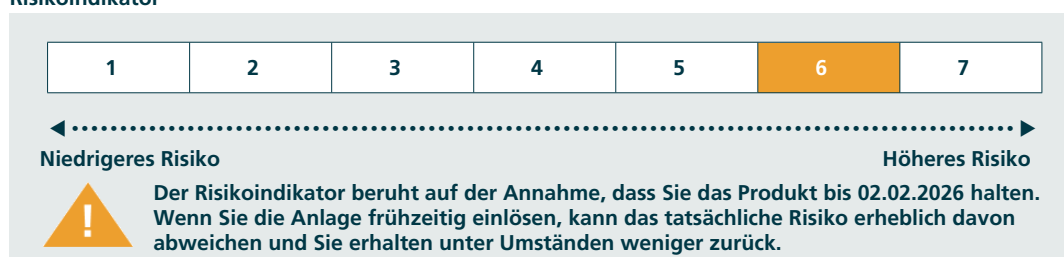 Risikoindikator
1 2 3 4 5 6 7
Niedrigeres Risiko Höheres Risiko
! Der Risikoindikator beruht auf der Annahme, dass Sie das Produkt bis 02.02.2026 halten.
Wenn Sie die Anlage frühzeitig einlösen, kann das tatsächliche Risiko erheblich davon
abweichen und Sie erhalten unter Umständen weniger zurück.